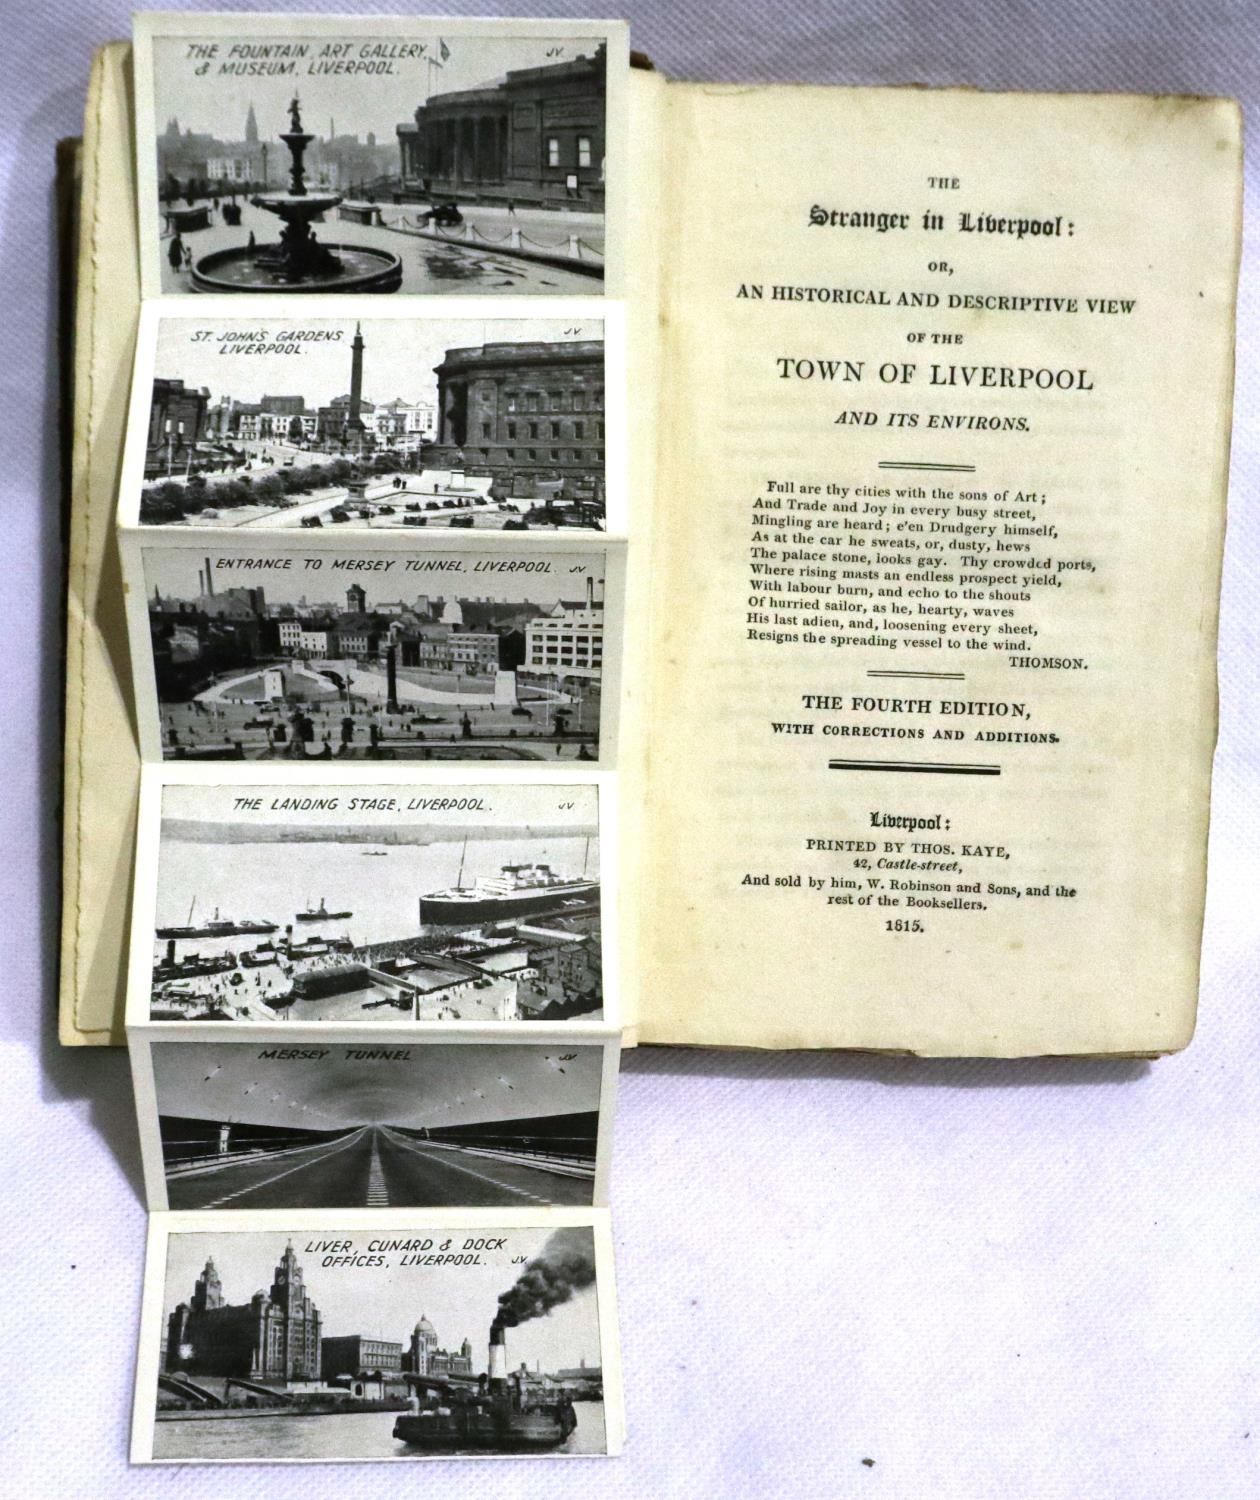 THE FOUNTAIN, ART GALLERY,
& MUSEUM, LIVERPOOL.
JV.
ST. JOHN'S GARDENS
LIVERPOOL.
JV.
ENTRANCE TO MERSEY TUNNEL, LIVERPOOL. JV
THE LANDING STAGE, LIVERPOOL. JV
MERSEY TUNNEL JV
LIVER, CUNARD & DOCK
OFFICES, LIVERPOOL. J.V.
THE
Stranger in Liverpool:
OR,
AN HISTORICAL AND DESCRIPTIVE VIEW
OF THE
TOWN OF LIVERPOOL
AND ITS ENVIRONS.
Full are thy cities with the sons of Art;
And Trade and Joy in every busy street,
Mingling are heard; e'en Drudgery himself,
As at the car he sweats, or, dusty, hews
The palace stone, looks gay. Thy crowded ports,
Where rising masts an endless prospect yield,
With labour burn, and echo to the shouts
Of hurried sailor, as he, hearty, waves
His last adien, and, loosening every sheet,
Resigns the spreading vessel to the wind.
THOMSON.
THE FOURTH EDITION,
WITH CORRECTIONS AND ADDITIONS.
Liverpool:
PRINTED BY THOS. KAYE,
42, Castle-street,
And sold by him, W. Robinson and Sons, and the
rest of the Booksellers.
1815.